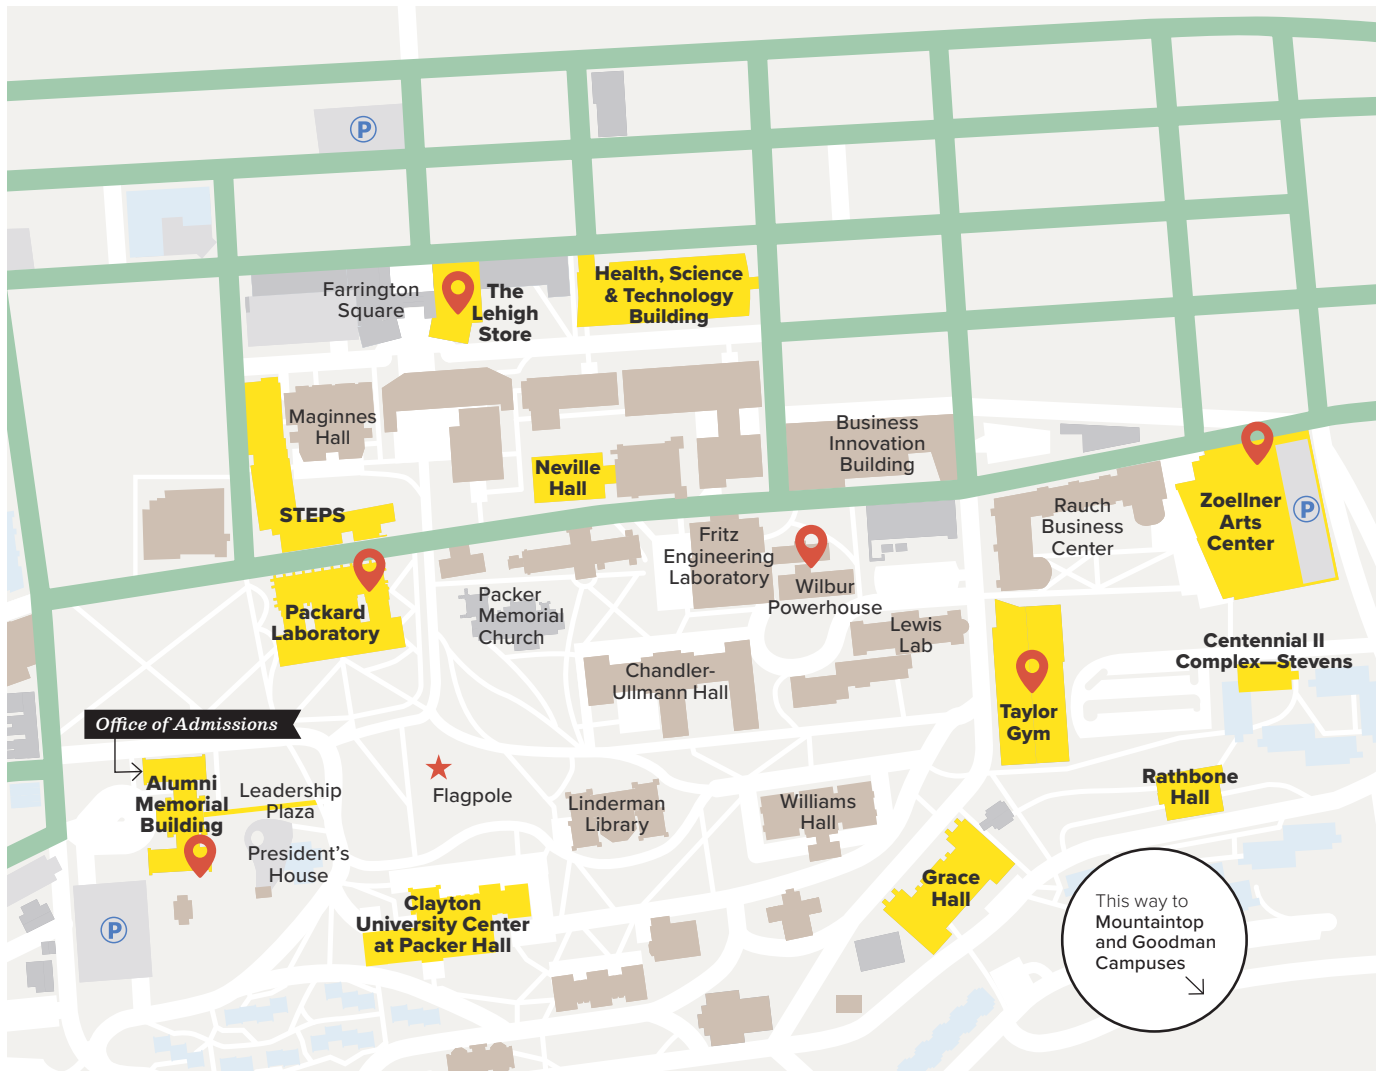 P
Farrington
Square
The
Lehigh
Store
Health, Science
& Technology
Building
Maginnes
Hall
Business
Innovation
Building
Neville
Hall
STEPS
Zoellner
Arts
Center
P
Rauch
Business
Center
Fritz
Engineering
Laboratory
Wilbur
Powerhouse
Packard
Laboratory
Packer
Memorial
Church
Lewis
Lab
Centennial II
Complex—Stevens
Chandler-
Ullmann Hall
Taylor
Gym
Office of Admissions
Alumni
Memorial
Building
Leadership
Plaza
Flagpole
Linderman
Library
Williams
Hall
Rathbone
Hall
President's
House
Grace
Hall
Clayton
University Center
at Packer Hall
P
This way to
Mountaintop
and Goodman
Campuses